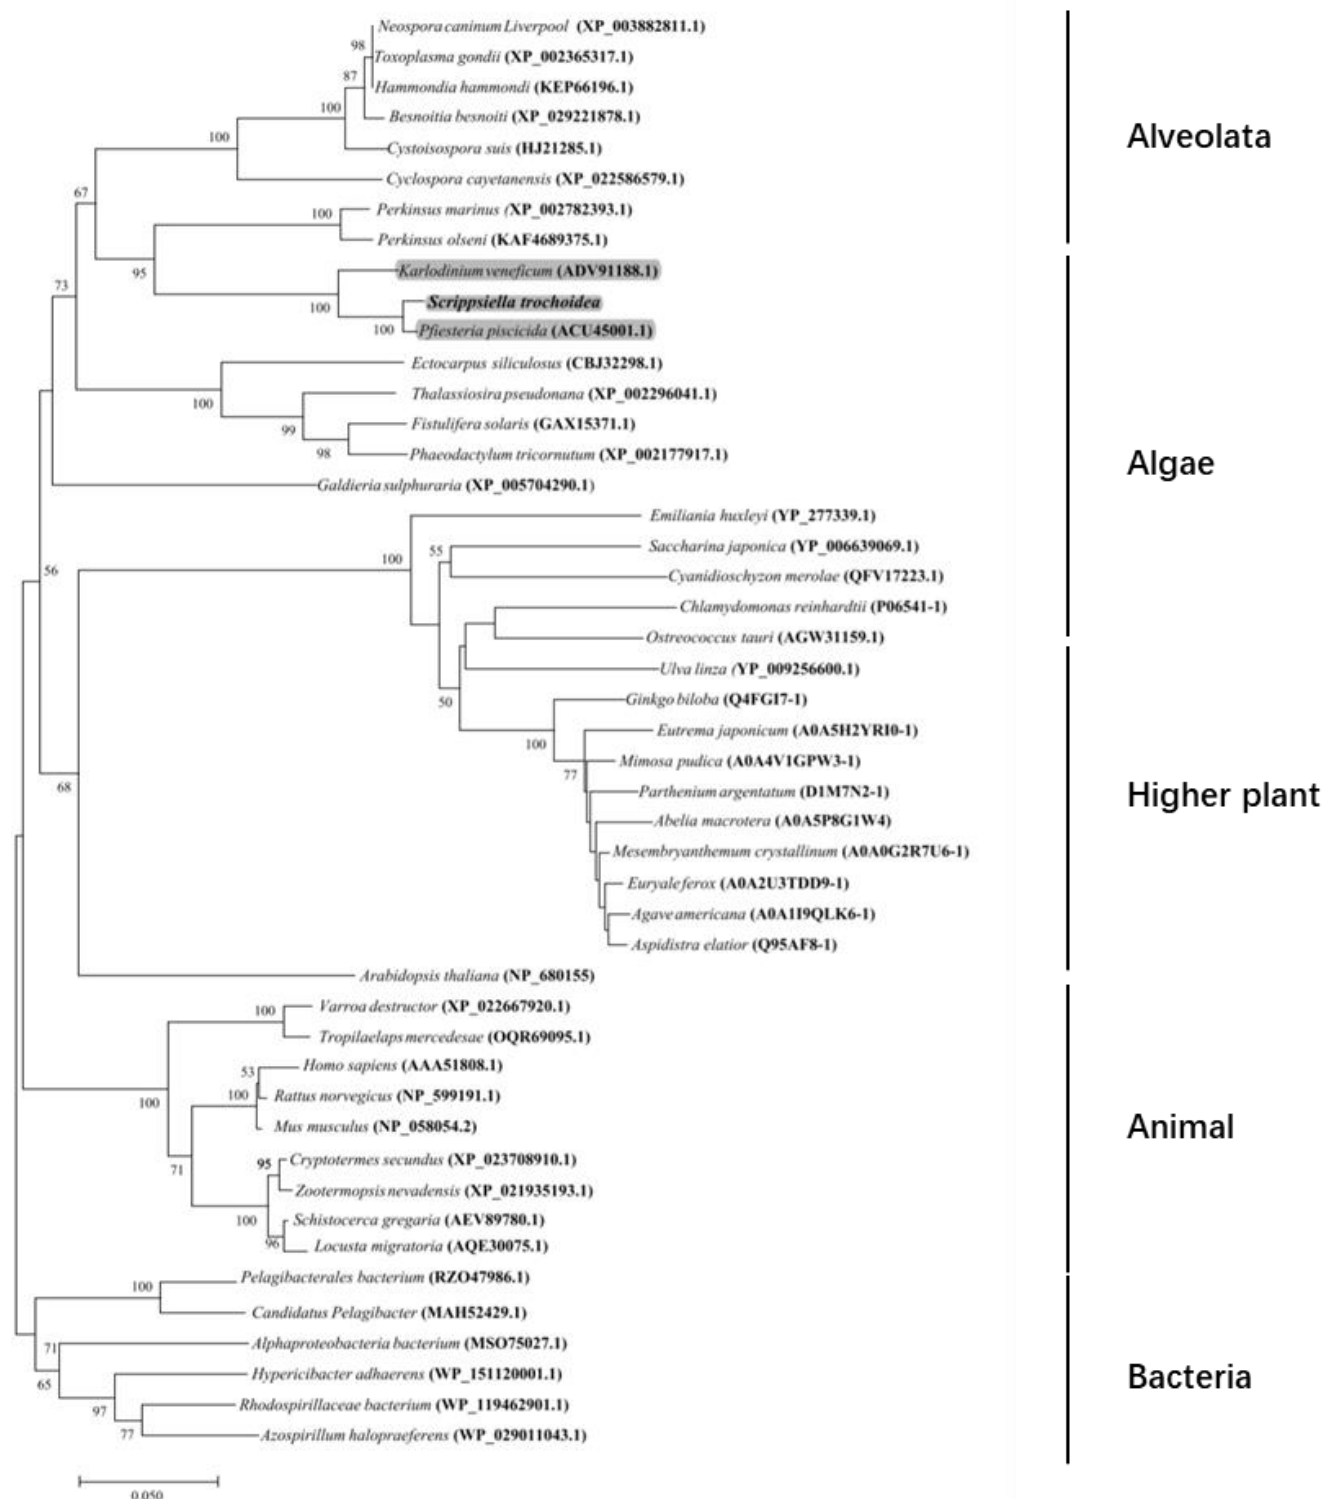 Neospora caninum Liverpool (XP_003882811.1)
98
Toxoplasma gondii (XP_002365317.1)
87
Hammondia hammondi (KEP66196.1)
100
Besnoitia besnoiti (XP_029221878.1)
Alveolata
100
Cystoisospora suis (HJ21285.1)
Cyclospora cayetanensis (XP_022586579.1)
67
Perkinsus marinus (XP_002782393.1)
100
Perkinsus olseni (KAF4689375.1)
95
Karlodinium veneficum (ADV91188.1)
73
100
Scrippsiella trochoidea
100
Pfiesteria piscicida (ACU45001.1)
Ectocarpus siliculosus (CBJ32298.1)
100
Thalassiosira pseudonana (XP_002296041.1)
99
Fistulifera solaris (GAX15371.1)
98
Phaeodactylum tricornutum (XP_002177917.1)
Algae
Galdieria sulphuraria (XP_005704290.1)
Emiliania huxleyi (YP_277339.1)
55
Saccharina japonica (YP_006639069.1)
100
56
Cyanidioschyzon merolae (QFV17223.1)
Chlamydomonas reinhardtii (P06541-1)
Ostreococcus tauri (AGW31159.1)
Ulva linza (YP_009256600.1)
50
Ginkgo biloba (Q4FGI7-1)
Eutrema japonicum (A0A5H2YRI0-1)
100
Mimosa pudica (A0A4V1GPW3-1)
77
68
Parthenium argentatum (D1M7N2-1)
Higher plant
Abelia macrotera (A0A5P8G1W4)
Mesembryanthemum crystallinum (A0A0G2R7U6-1)
Euryale ferox (A0A2U3TDD9-1)
Agave americana (A0A1I9QLK6-1)
Aspidistra elatior (Q95AF8-1)
Arabidopsis thaliana (NP_680155)
Varroa destructor (XP_022667920.1)
100
Tropilaelaps mercedesae (OQR69095.1)
Homo sapiens (AAA51808.1)
53
100
Rattus norvegicus (NP_599191.1)
100
Mus musculus (NP_058054.2)
Animal
Cryptotermes secundus (XP_023708910.1)
95
71
Zootermopsis nevadensis (XP_021935193.1)
100
Schistocerca gregaria (AEV89780.1)
96
Locusta migratoria (AQE30075.1)
Pelagibacterales bacterium (RZO47986.1)
100
Candidatus Pelagibacter (MAH52429.1)
71
Alphaproteobacteria bacterium (MSO75027.1)
Hypericibacter adhaerens (WP_151120001.1)
Bacteria
65
Rhodospirillaceae bacterium (WP_119462901.1)
97
77
Azospirillum halopraeferens (WP_029011043.1)
0.050